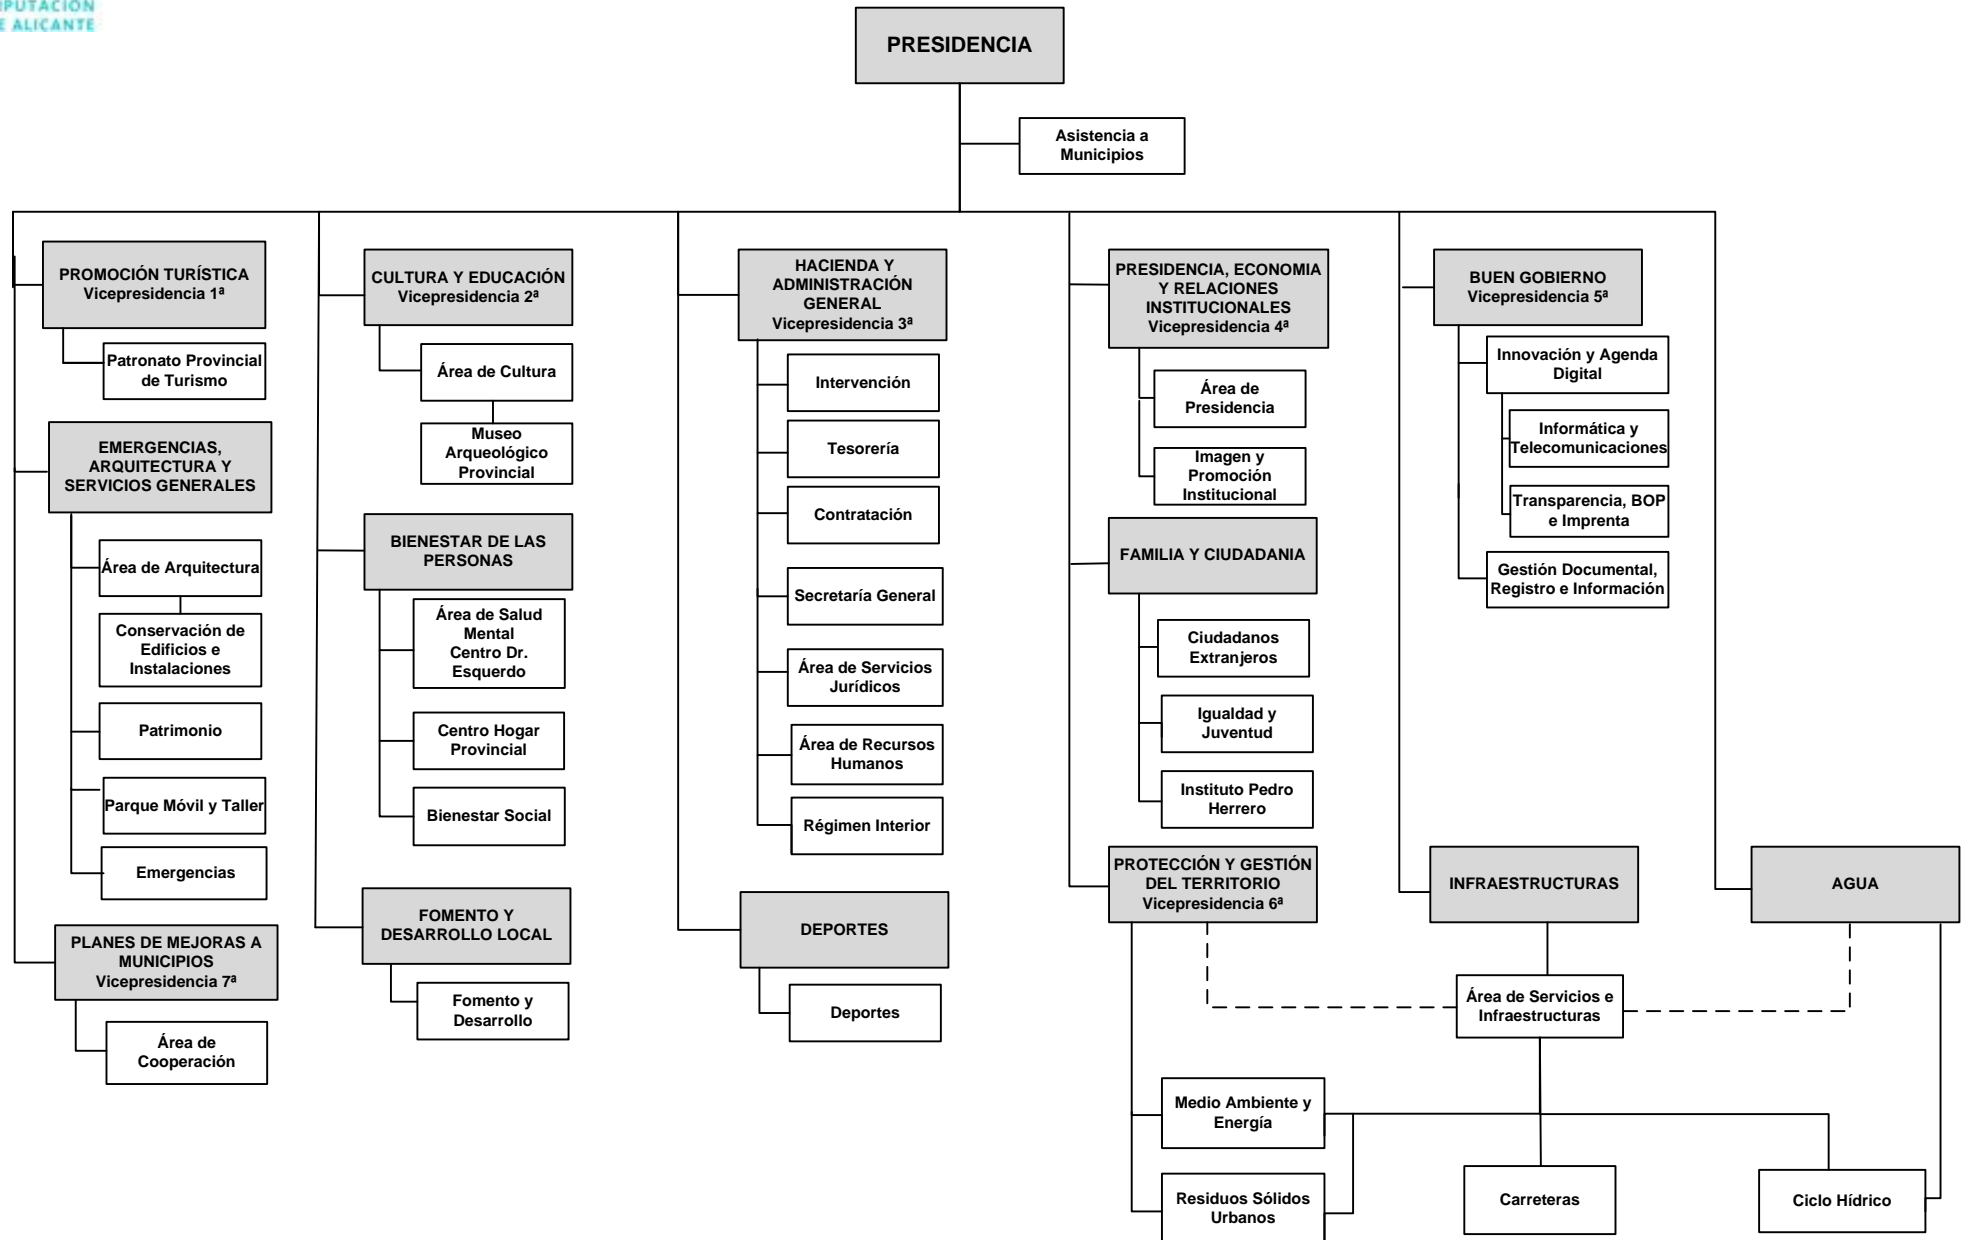 DE ALICANTE
PRESIDENCIA
Asistencia a
Municipios
PROMOCIÓN TURÍSTICA
Vicepresidencia 1ª
Patronato Provincial
de Turismo
EMERGENCIAS,
ARQUITECTURA Y
SERVICIOS GENERALES
Área de Arquitectura
Conservación de
Edificios e
Instalaciones
Patrimonio
Parque Móvil y Taller
Emergencias
PLANES DE MEJORAS A
MUNICIPIOS
Vicepresidencia 7ª
Área de
Cooperación
CULTURA Y EDUCACIÓN
Vicepresidencia 2ª
Área de Cultura
Museo
Arqueológico
Provincial
BIENESTAR DE LAS
PERSONAS
Área de Salud
Mental
Centro Dr.
Esquerdo
Centro Hogar
Provincial
Bienestar Social
FOMENTO Y
DESARROLLO LOCAL
Fomento y
Desarrollo
HACIENDA Y
ADMINISTRACIÓN
GENERAL
Vicepresidencia 3ª
Intervención
Tesorería
Contratación
Secretaría General
Área de Servicios
Jurídicos
Área de Recursos
Humanos
Régimen Interior
DEPORTES
Deportes
PRESIDENCIA, ECONOMIA
Y RELACIONES
INSTITUCIONALES
Vicepresidencia 4ª
Área de
Presidencia
Imagen y
Promoción
Institucional
FAMILIA Y CIUDADANIA
Ciudadanos
Extranjeros
Igualdad y
Juventud
Instituto Pedro
Herrero
PROTECCIÓN Y GESTIÓN
DEL TERRITORIO
Vicepresidencia 6ª
BUEN GOBIERNO
Vicepresidencia 5ª
Innovación y Agenda
Digital
Informática y
Telecomunicaciones
Transparencia, BOP
e Imprenta
Gestión Documental,
Registro e Información
INFRAESTRUCTURAS
AGUA
Área de Servicios e
Infraestructuras
Medio Ambiente y
Energía
Residuos Sólidos
Urbanos
Carreteras
Ciclo Hídrico